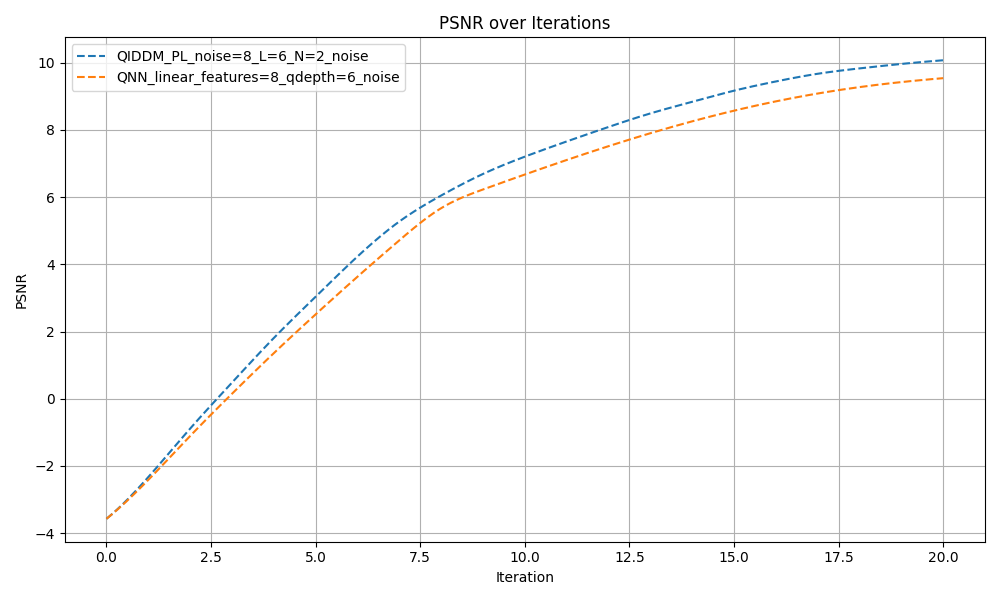 PSNR over Iterations
QIDDM_PL_noise=8_L=6_N=2_noise
QNN_linear_features=8_qdepth=6_noise
PSNR
10
8
6
4
2
0
−2
−4
0.0 2.5 5.0 7.5 10.0 12.5 15.0 17.5 20.0
Iteration